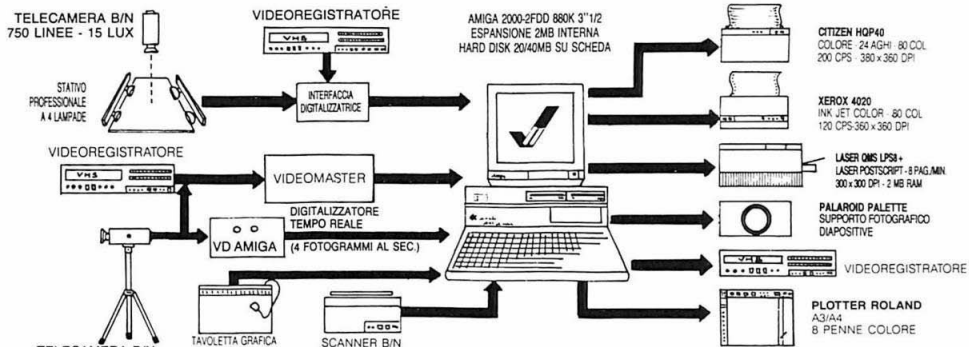 TELECAMERA B/N
750 LINEE - 15 LUX
STATIVO
PROFESSIONALE
A 4 LAMPADE
VIDEOREGISTRATORE
VHS
INTERFACCIA
DIGITALIZZATRICE
AMIGA 2000-2FDD 880K 3"1/2
ESPANSIONE 2MB INTERNA
HARD DISK 20/40MB SU SCHEDA
CITIZEN HQP40
COLORE - 24 AGHI - 80 COL
200 CPS - 380 x 360 DPI
XEROX 4020
INK JET COLOR - 80 COL
120 CPS-360 x 360 DPI
VIDEOREGISTRATORE
VHS
VIDEOMASTER
LASER QMS LPS8 +
LASER POSTSCRIPT - 8 PAG./MIN.
300 x 300 DPI - 2 MB RAM
VD AMIGA
DIGITALIZZATORE
TEMPO REALE
(4 FOTOGRAMMI AL SEC.)
PALAROID PALETTE
SUPPORTO FOTOGRAFICO
DIAPOSITIVE
VHS
VIDEOREGISTRATORE
PLOTTER ROLAND
A3/A4
8 PENNE COLORE
TAVOLETTA GRAFICA
SCANNER B/N
TELECAMERA B/N